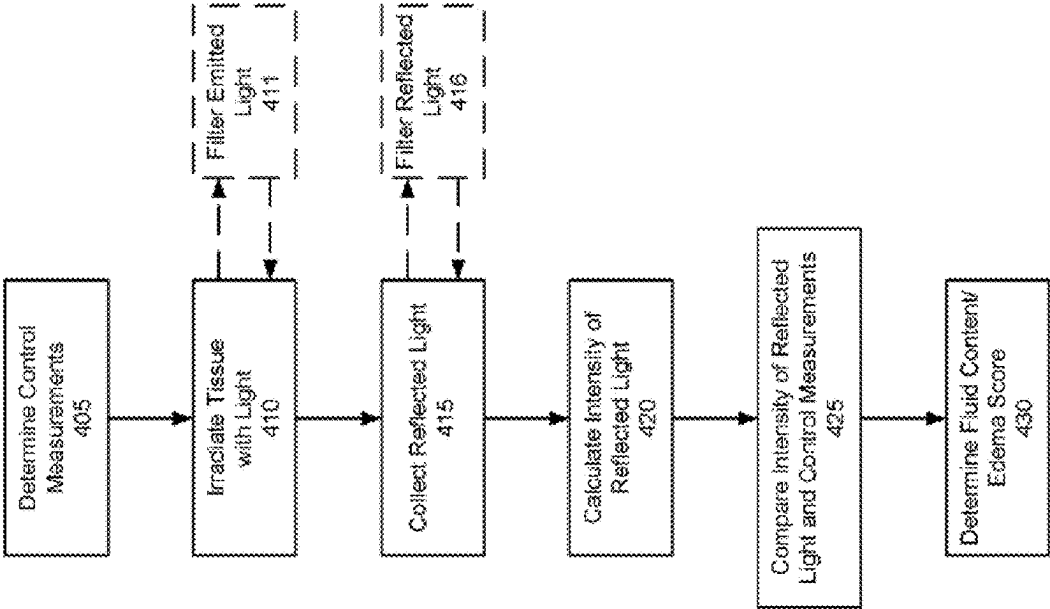 Determine Control
Measurements
405
Irradiate Tissue
with Light
410
Filter Emitted
Light
411
Collect Reflected Light
415
Filter Reflected
Light
416
Calculate Intensity of
Reflected Light
420
Compare Intensity of Reflected
Light and Control Measurements
425
Determine Fluid Content/
Edema Score
430